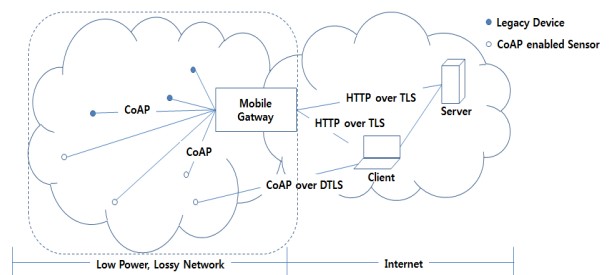 Legacy Device
CoAP enabled Sensor
CoAP
Mobile
Gatway
HTTP over TLS
Server
HTTP over TLS
CoAP
Client
CoAP over DTLS
Low Power, Lossy Network
Internet